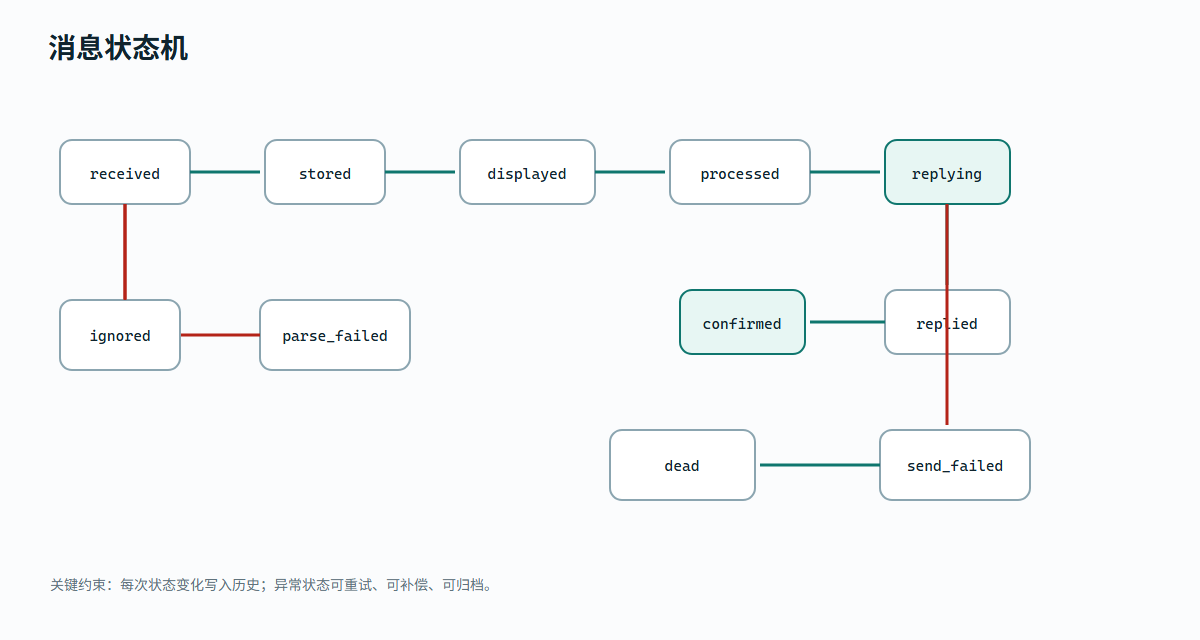 消息状态机
received
stored
displayed
processed
replying
ignored
parse_failed
confirmed
replied
dead
send_failed
关键约束：每次状态变化写入历史；异常状态可重试、可补偿、可归档。